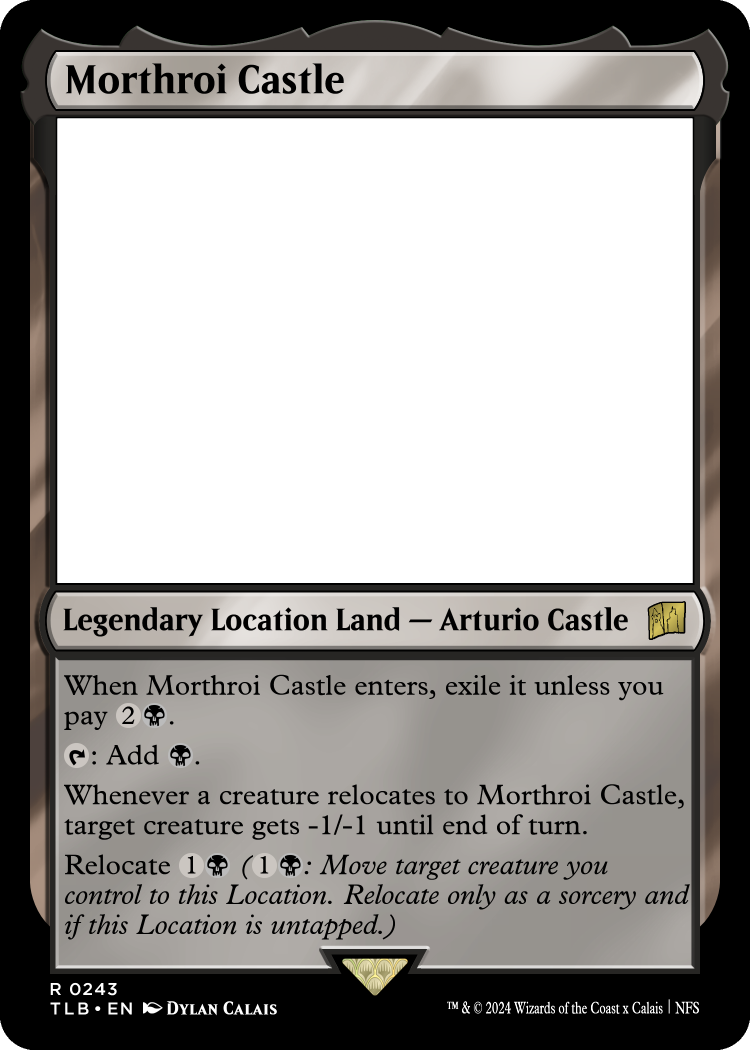 Morthroi Castle
Legendary Location Land — Arturio Castle
When Morthroi Castle enters, exile it unless you
pay 2.
: Add .
Whenever a creature relocates to Morthroi Castle,
target creature gets -1/-1 until end of turn.
Relocate 1 (1: Move target creature you
control to this Location. Relocate only as a sorcery and
if this Location is untapped.)
R 0243
TLB • EN Dylan Calais
™ & © 2024 Wizards of the Coast x Calais | NFS